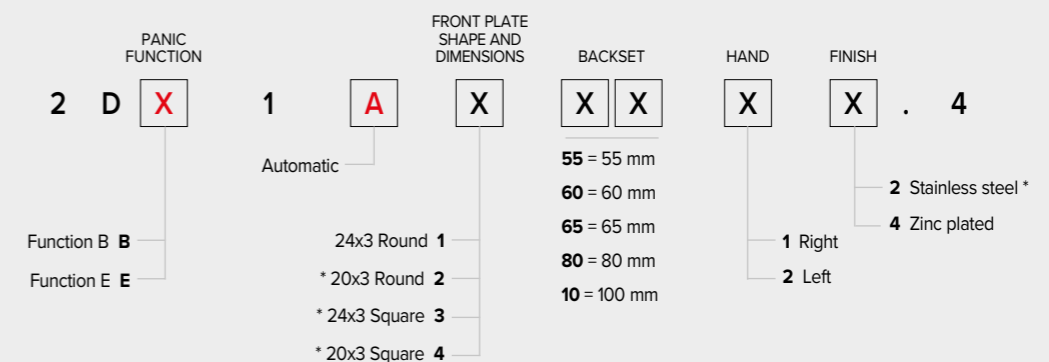 PANIC
FUNCTION
FRONT PLATE
SHAPE AND
DIMENSIONS
BACKSET
HAND
FINISH
2 D X 1 A X X X X X . 4
Automatic
55 = 55 mm
60 = 60 mm
65 = 65 mm
80 = 80 mm
10 = 100 mm
Function B B
Function E E
24x3 Round 1
* 20x3 Round 2
* 24x3 Square 3
* 20x3 Square 4
1 Right
2 Left
2 Stainless steel *
4 Zinc plated